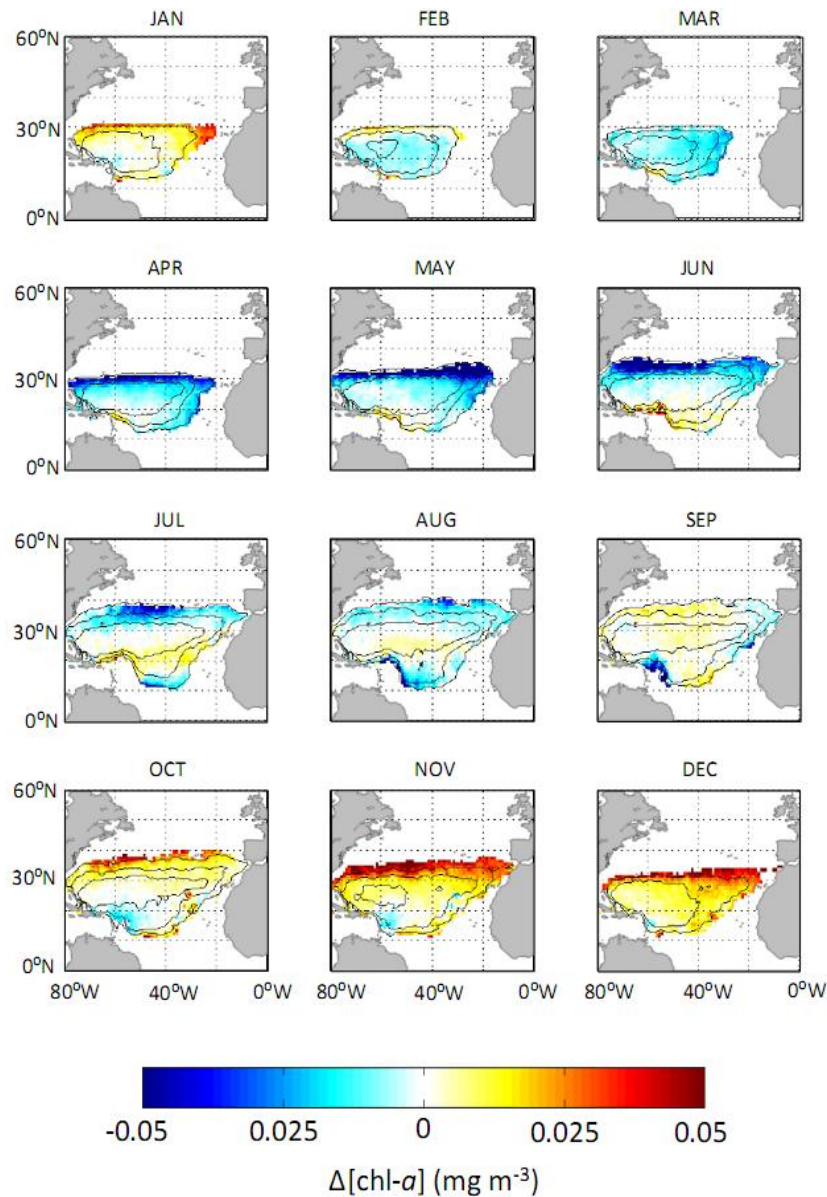 JAN FEB MAR
60°N
30°N
0°N
APR MAY JUN
60°N
30°N
0°N
JUL AUG SEP
60°N
30°N
0°N
OCT NOV DEC
60°N
30°N
0°N
80°W 40°W 0°W 80°W 40°W 0°W 80°W 40°W 0°W
-0.05 0.025 0 0.025 0.05
Δ[chl-a] (mg m⁻³)